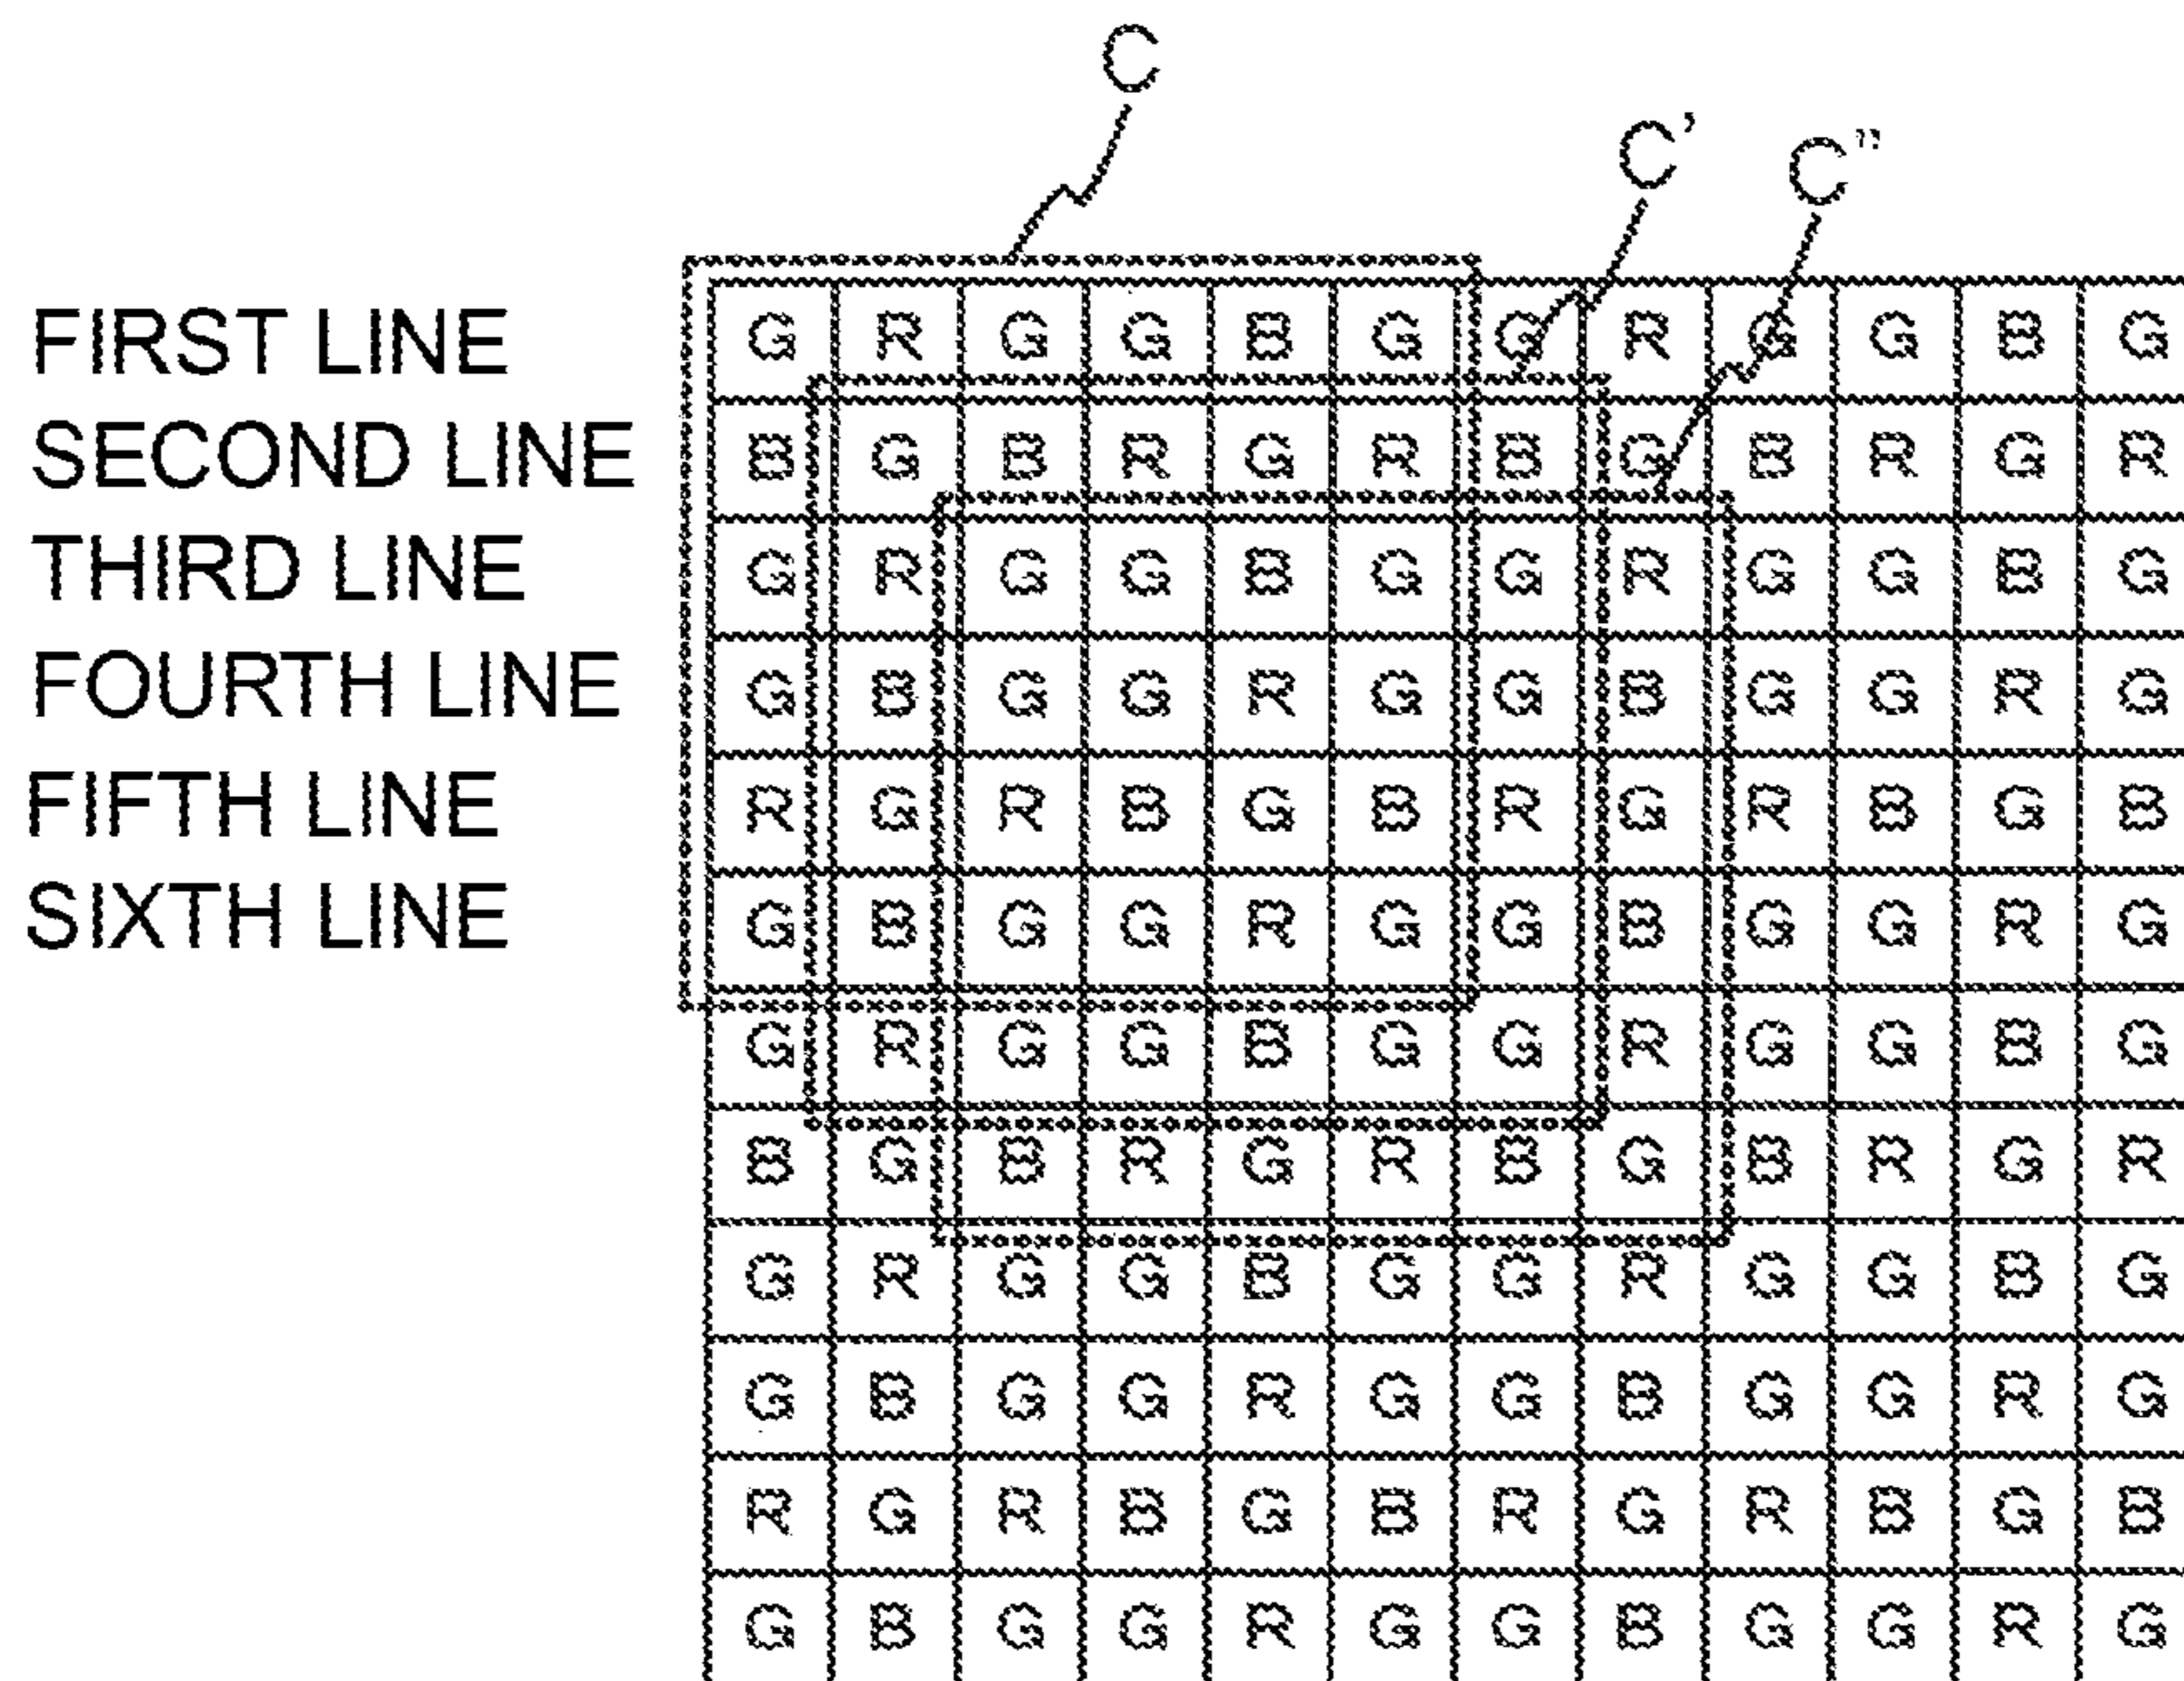 C
C'
C"
FIRST LINE G R G G B G G R G G B G
SECOND LINE B G B R G R B G B R G R
THIRD LINE G R G G B G G R G G B G
FOURTH LINE G B G G R G G B G G R G
FIFTH LINE R G R B G B R G R B G B
SIXTH LINE G B G G R G G B G G R G
G R G G B G G R G G B G
B G B R G R B G B R G R
G R G G B G G R G G B G
G B G G R G G B G G R G
R G R B G B R G R B G B
G B G G R G G B G G R G